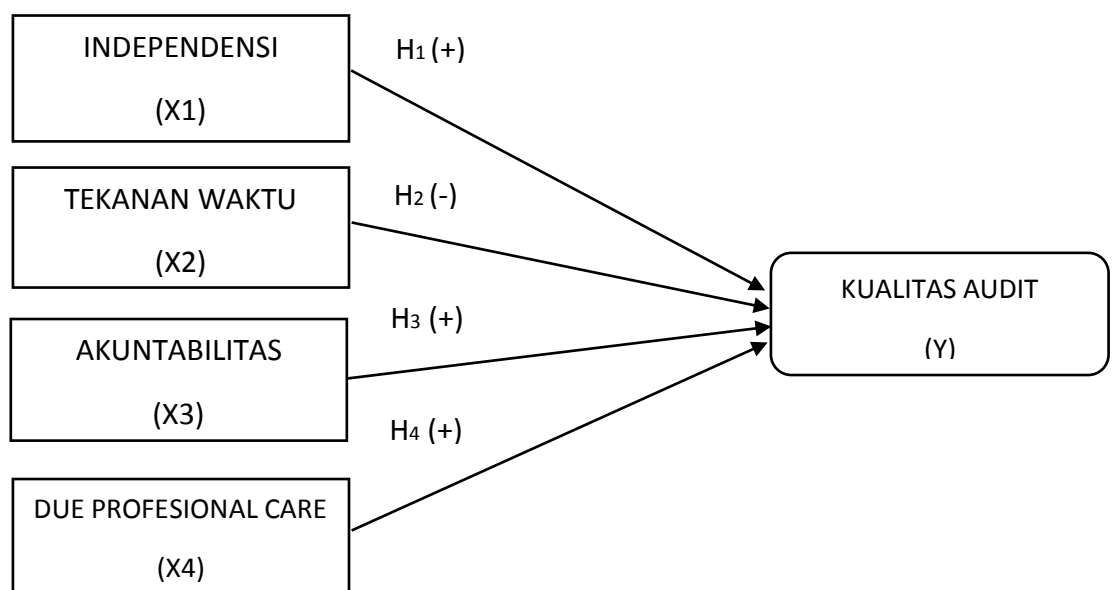 INDEPENDENSI
(X1)
H1 (+)
TEKANAN WAKTU
(X2)
H2 (-)
AKUNTABILITAS
(X3)
H3 (+)
DUE PROFESIONAL CARE
(X4)
H4 (+)
KUALITAS AUDIT
(Y)